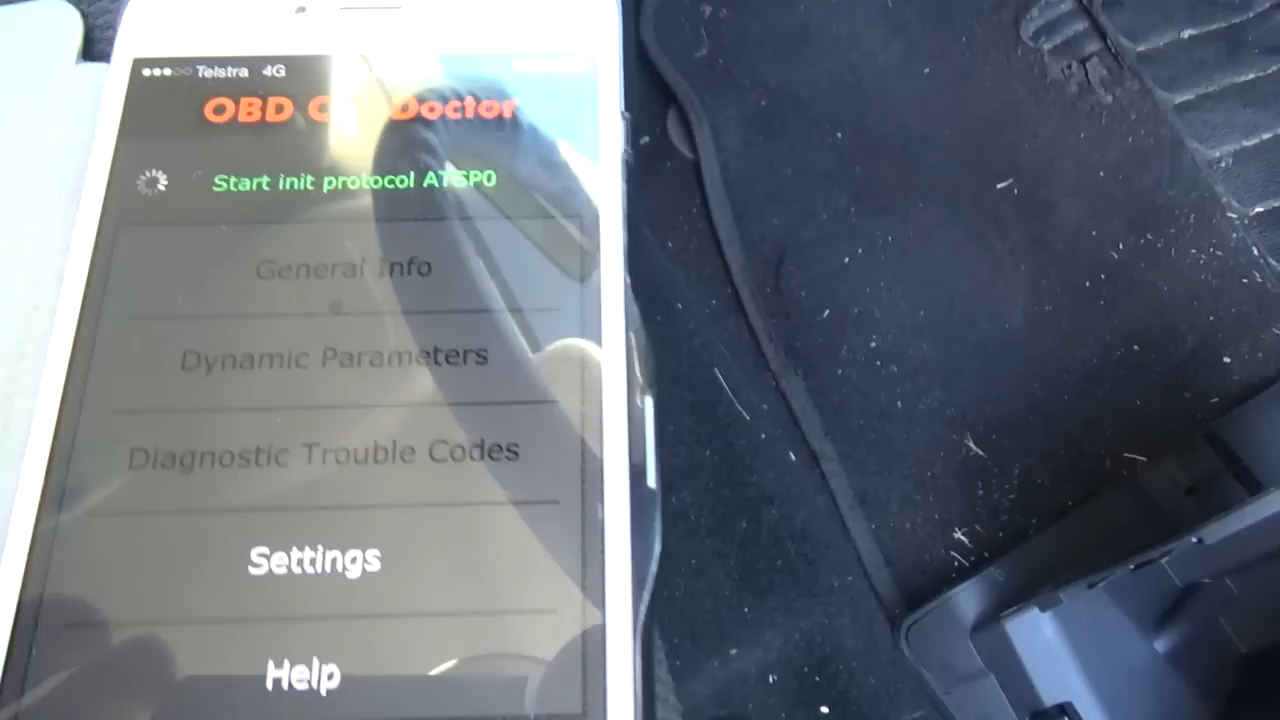 Telstra 4G
OBD Doctor
Start init protocol ATSP0
General Info
Dynamic Parameters
Diagnostic Trouble Codes
Settings
Help